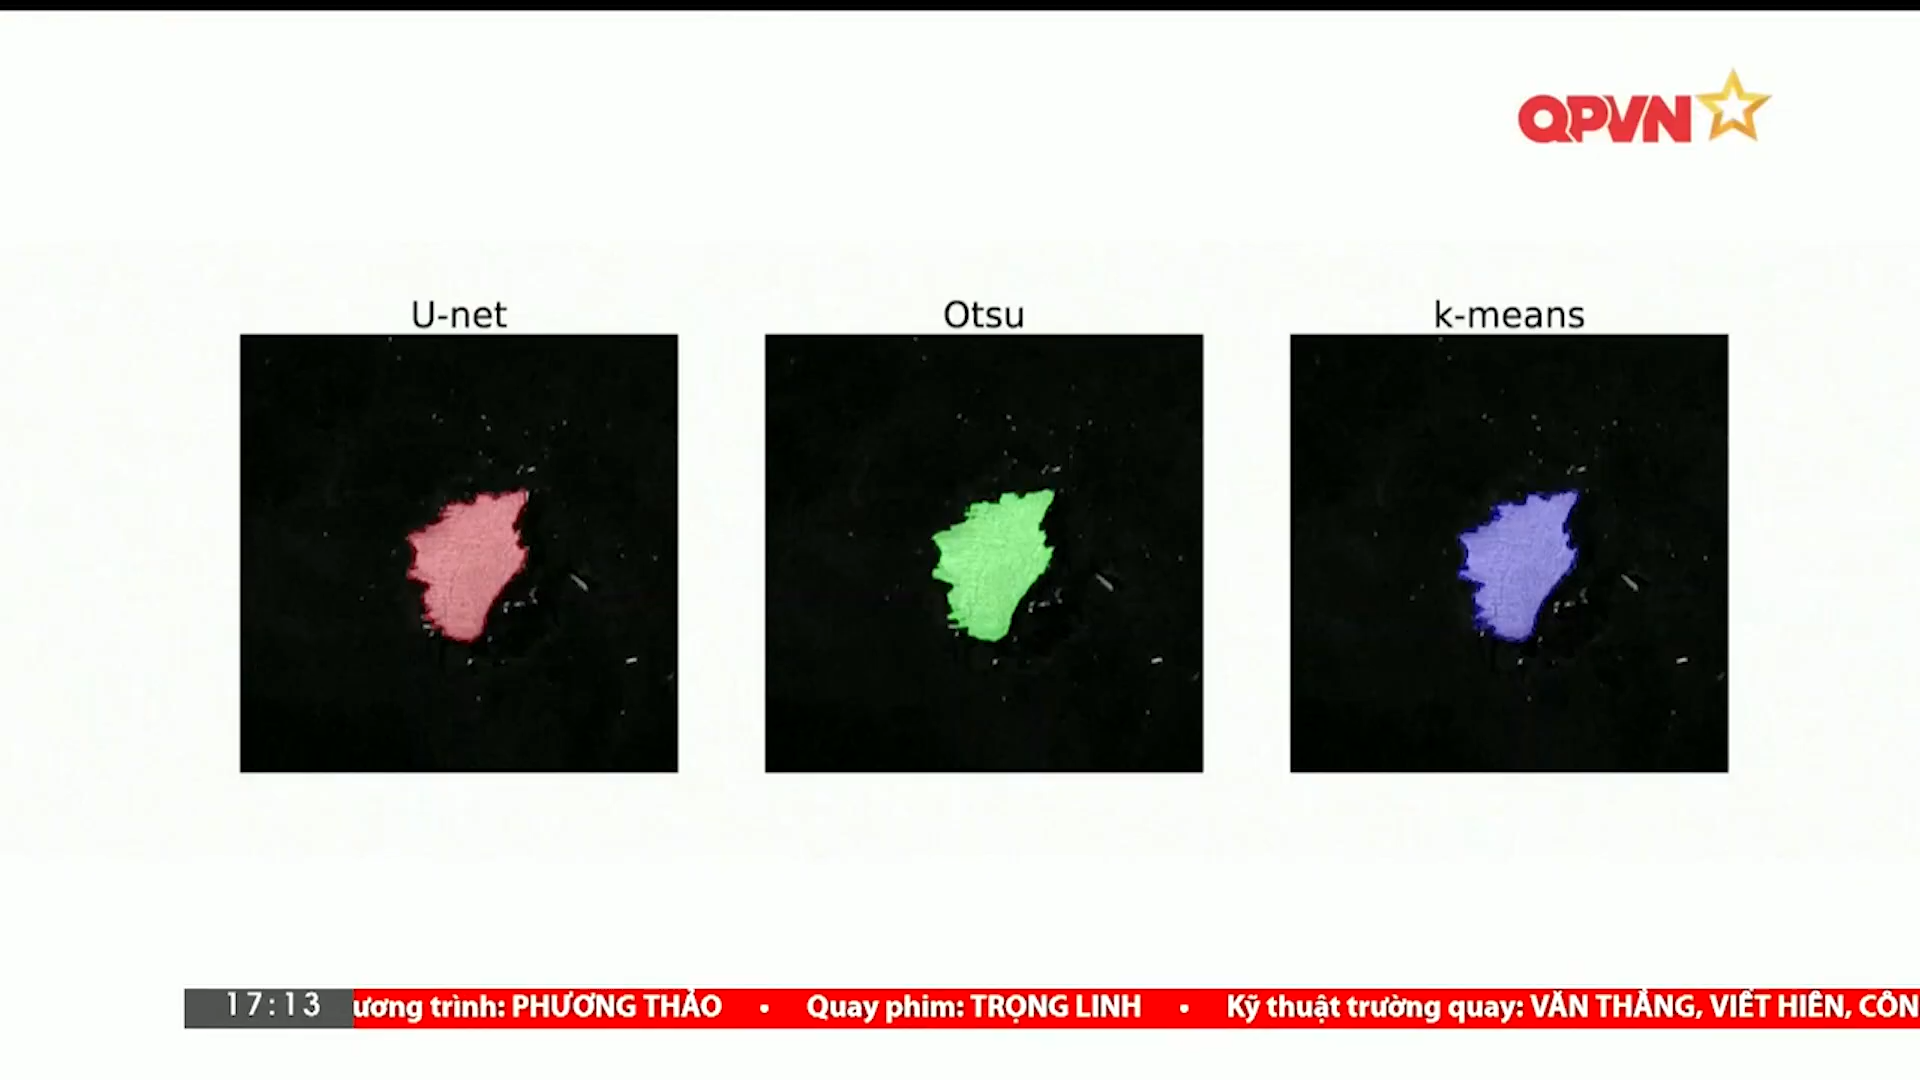 QPVN
U-net
Otsu
k-means
17:13
ương trình: PHƯƠNG THẢO • Quay phim: TRỌNG LINH • Kỹ thuật trường quay: VĂN THẮNG, VIẾT HIỀN, CÔN